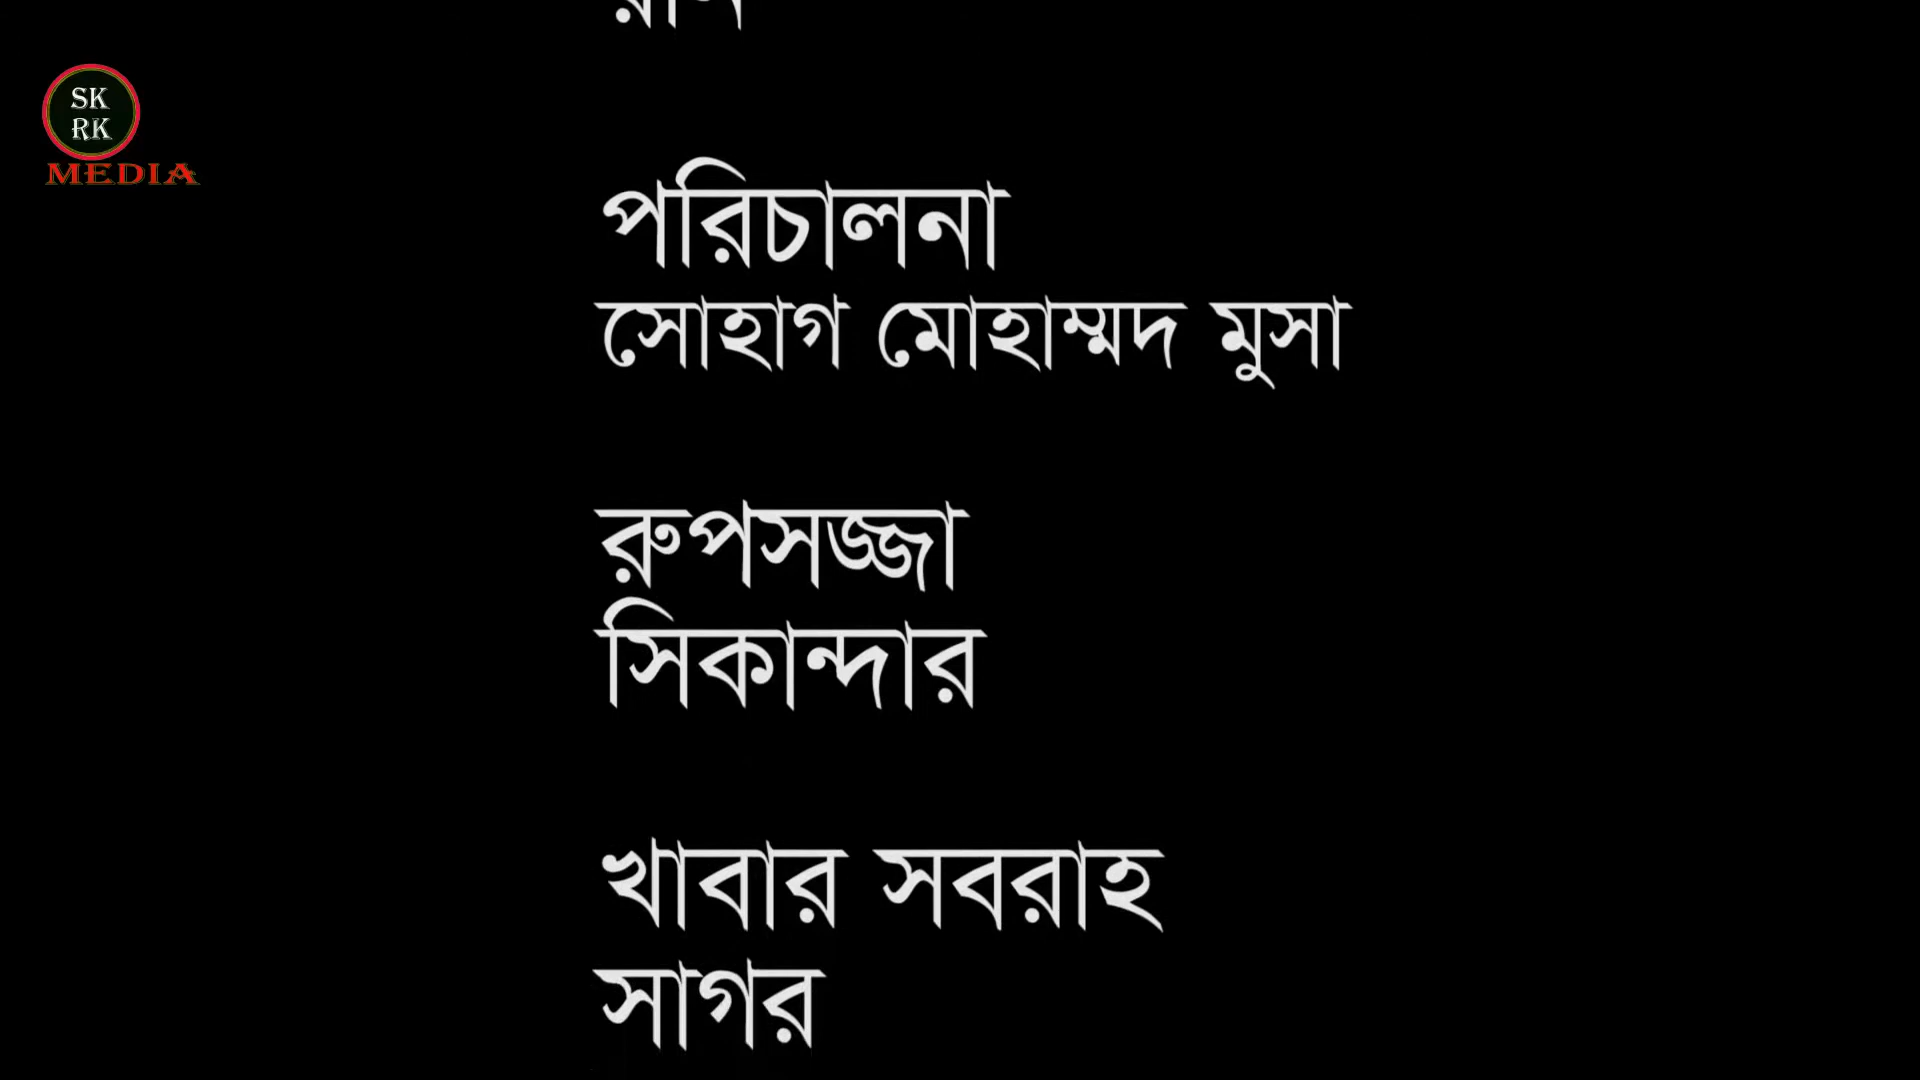 SK
RK
MEDIA
পরিচালনা
সোহাগ মোহাম্মদ মুসা
রুপসজ্জা
সিকান্দার
খাবার সবরাহ
সাগর